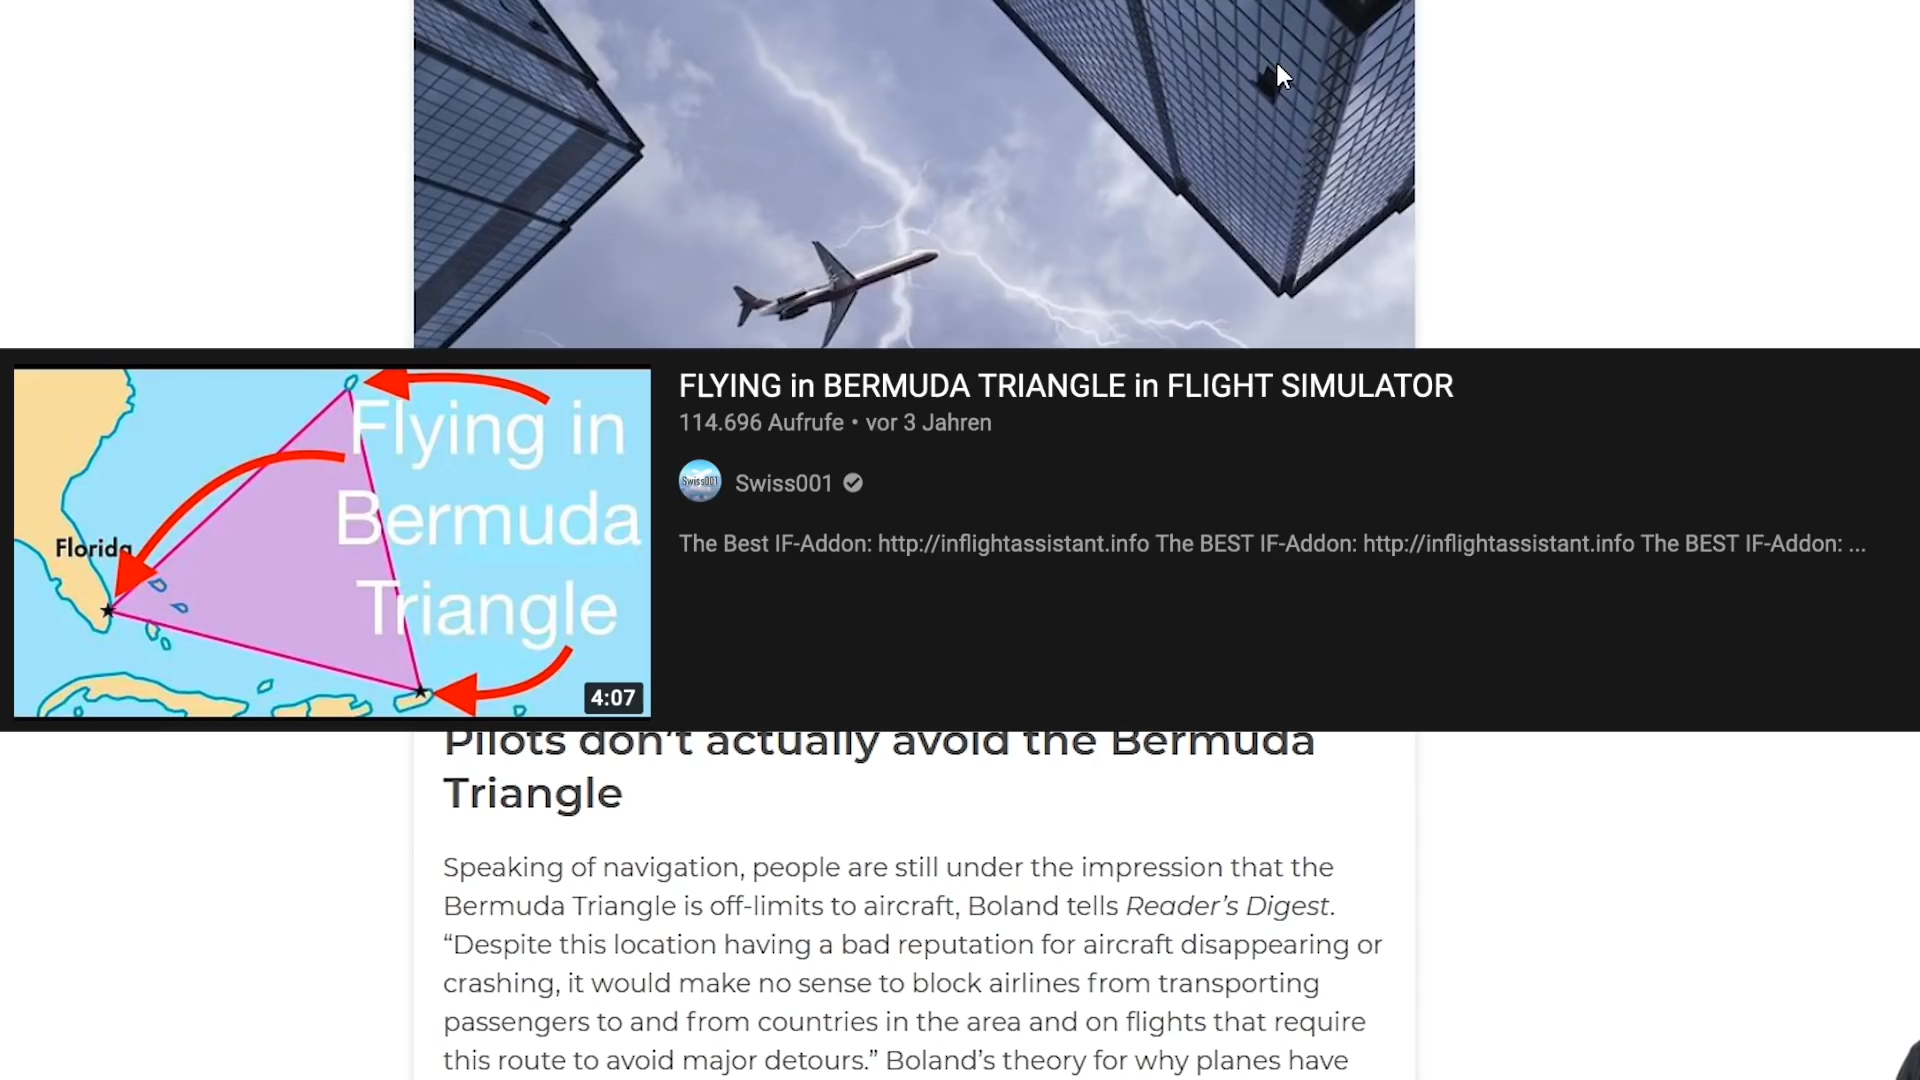 FLYING in BERMUDA TRIANGLE in FLIGHT SIMULATOR
114.696 Aufrufe • vor 3 Jahren
Swiss001
Swiss001
The Best IF-Addon: http://inflightassistant.info The BEST IF-Addon: http://inflightassistant.info The BEST IF-Addon: ...
Flying in
Bermuda
Triangle
Florida
4:07
Pilots don't actually avoid the Bermuda
Triangle
Speaking of navigation, people are still under the impression that the
Bermuda Triangle is off-limits to aircraft, Boland tells Reader’s Digest.
“Despite this location having a bad reputation for aircraft disappearing or
crashing, it would make no sense to block airlines from transporting
passengers to and from countries in the area and on flights that require
this route to avoid major detours.” Boland’s theory for why planes have